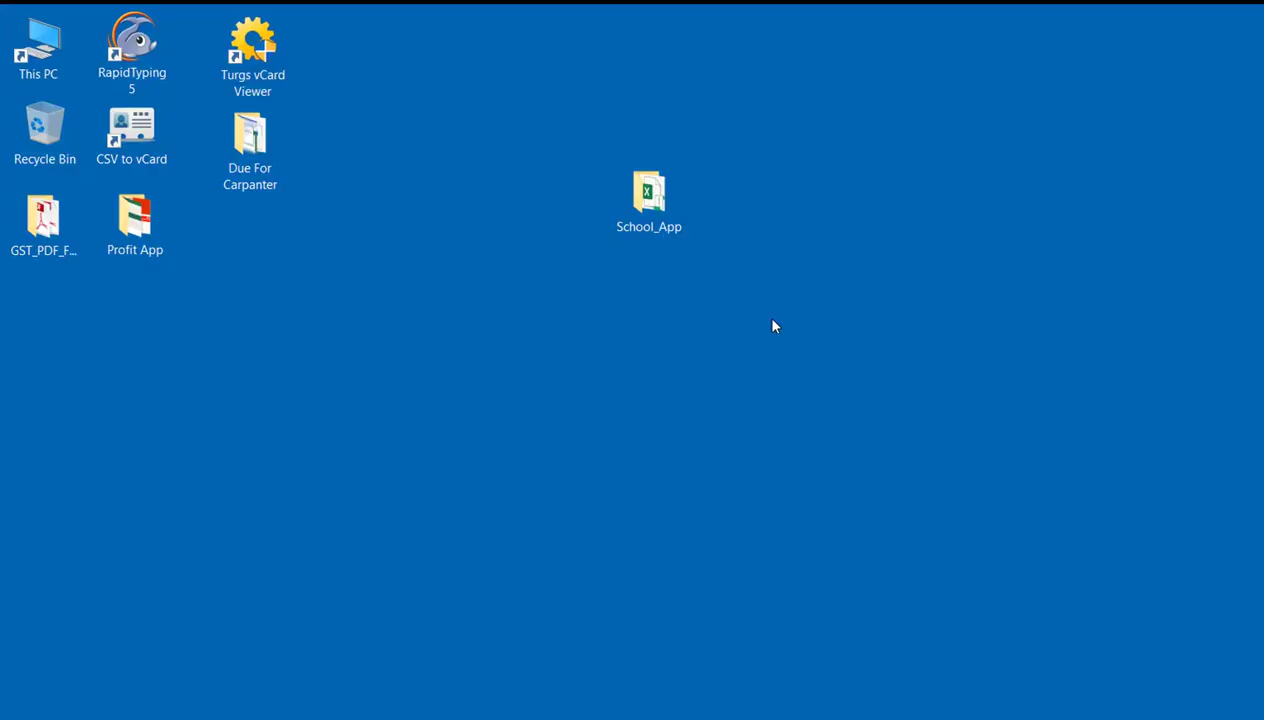 This PC
RapidTyping
5
Turgs vCard
Viewer
Recycle Bin
CSV to vCard
Due For
Carpanter
GST_PDF_F...
Profit App
School_App